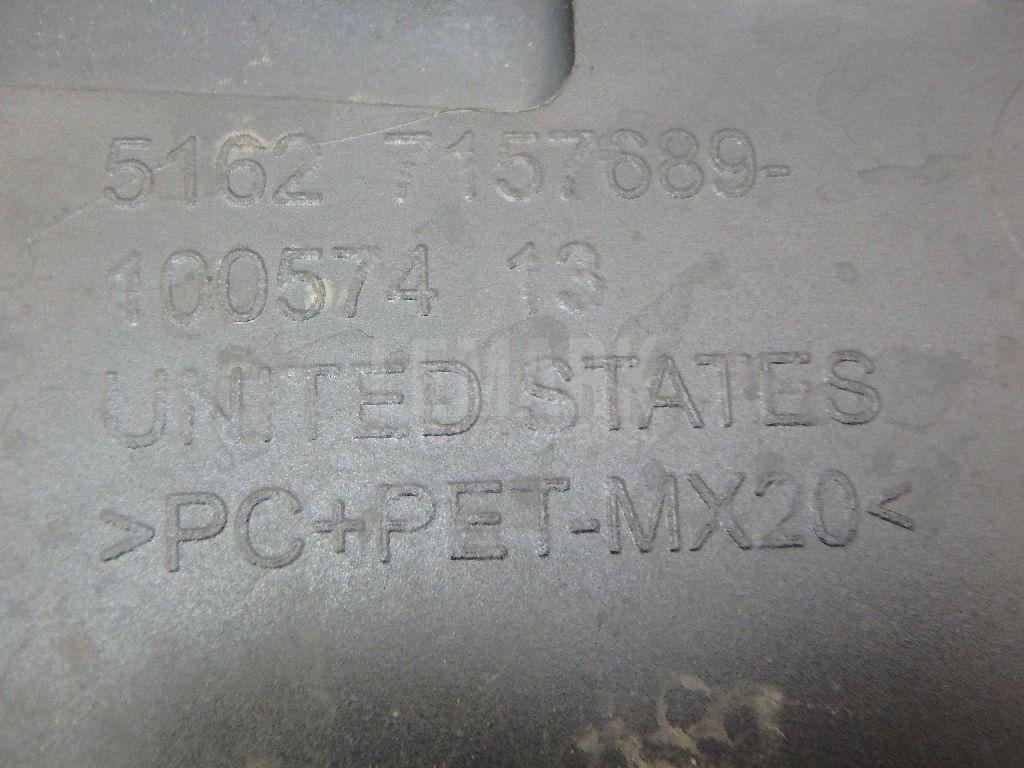 5162 7157689-
100574 13
UNITED STATES
>PC+PET-MX20<